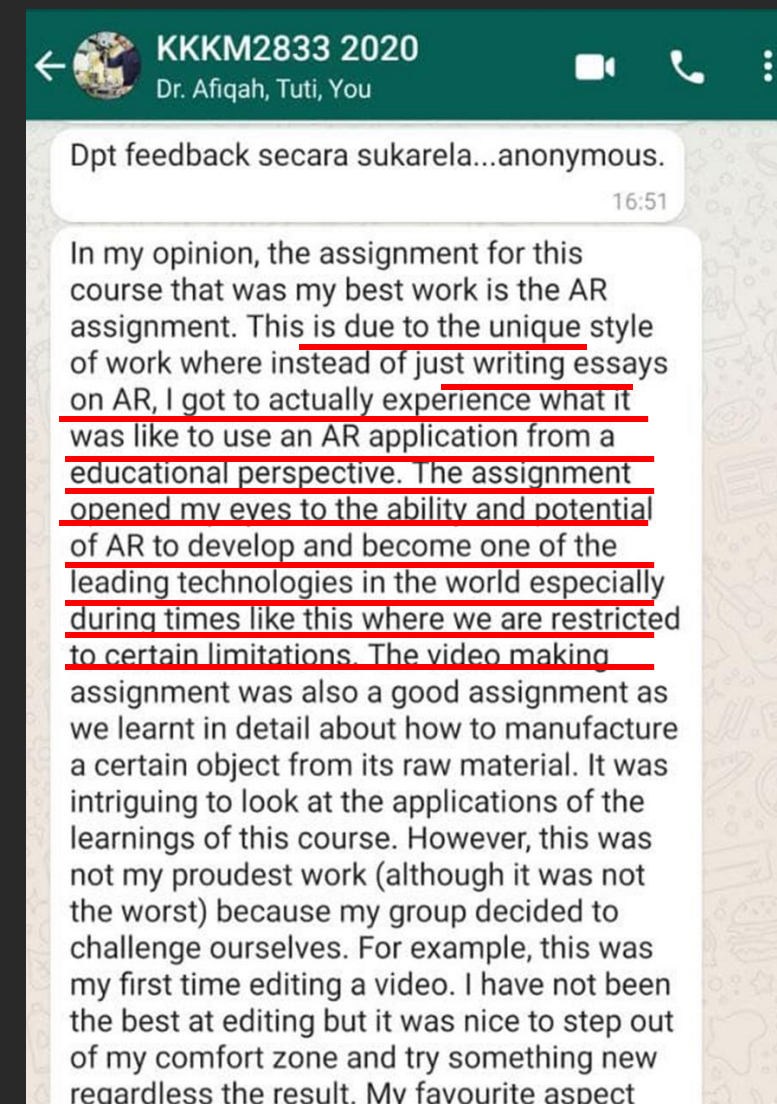 KKKM2833 2020
Dr. Afiqah, Tuti, You
Dpt feedback secara sukarela...anonymous.
16:51
In my opinion, the assignment for this
course that was my best work is the AR
assignment. This is due to the unique style
of work where instead of just writing essays
on AR, I got to actually experience what it
was like to use an AR application from a
educational perspective. The assignment
opened my eyes to the ability and potential
of AR to develop and become one of the
leading technologies in the world especially
during times like this where we are restricted
to certain limitations. The video making
assignment was also a good assignment as
we learnt in detail about how to manufacture
a certain object from its raw material. It was
intriguing to look at the applications of the
learnings of this course. However, this was
not my proudest work (although it was not
the worst) because my group decided to
challenge ourselves. For example, this was
my first time editing a video. I have not been
the best at editing but it was nice to step out
of my comfort zone and try something new
regardless the result. My favourite aspect